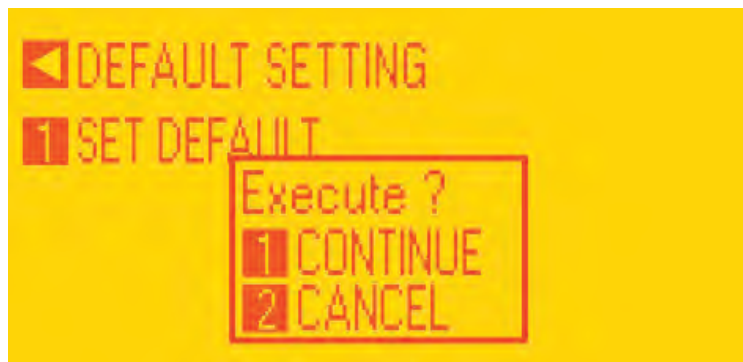 DEFAULT SETTING
1 SET DEFAULT
Execute ?
1 CONTINUE
2 CANCEL